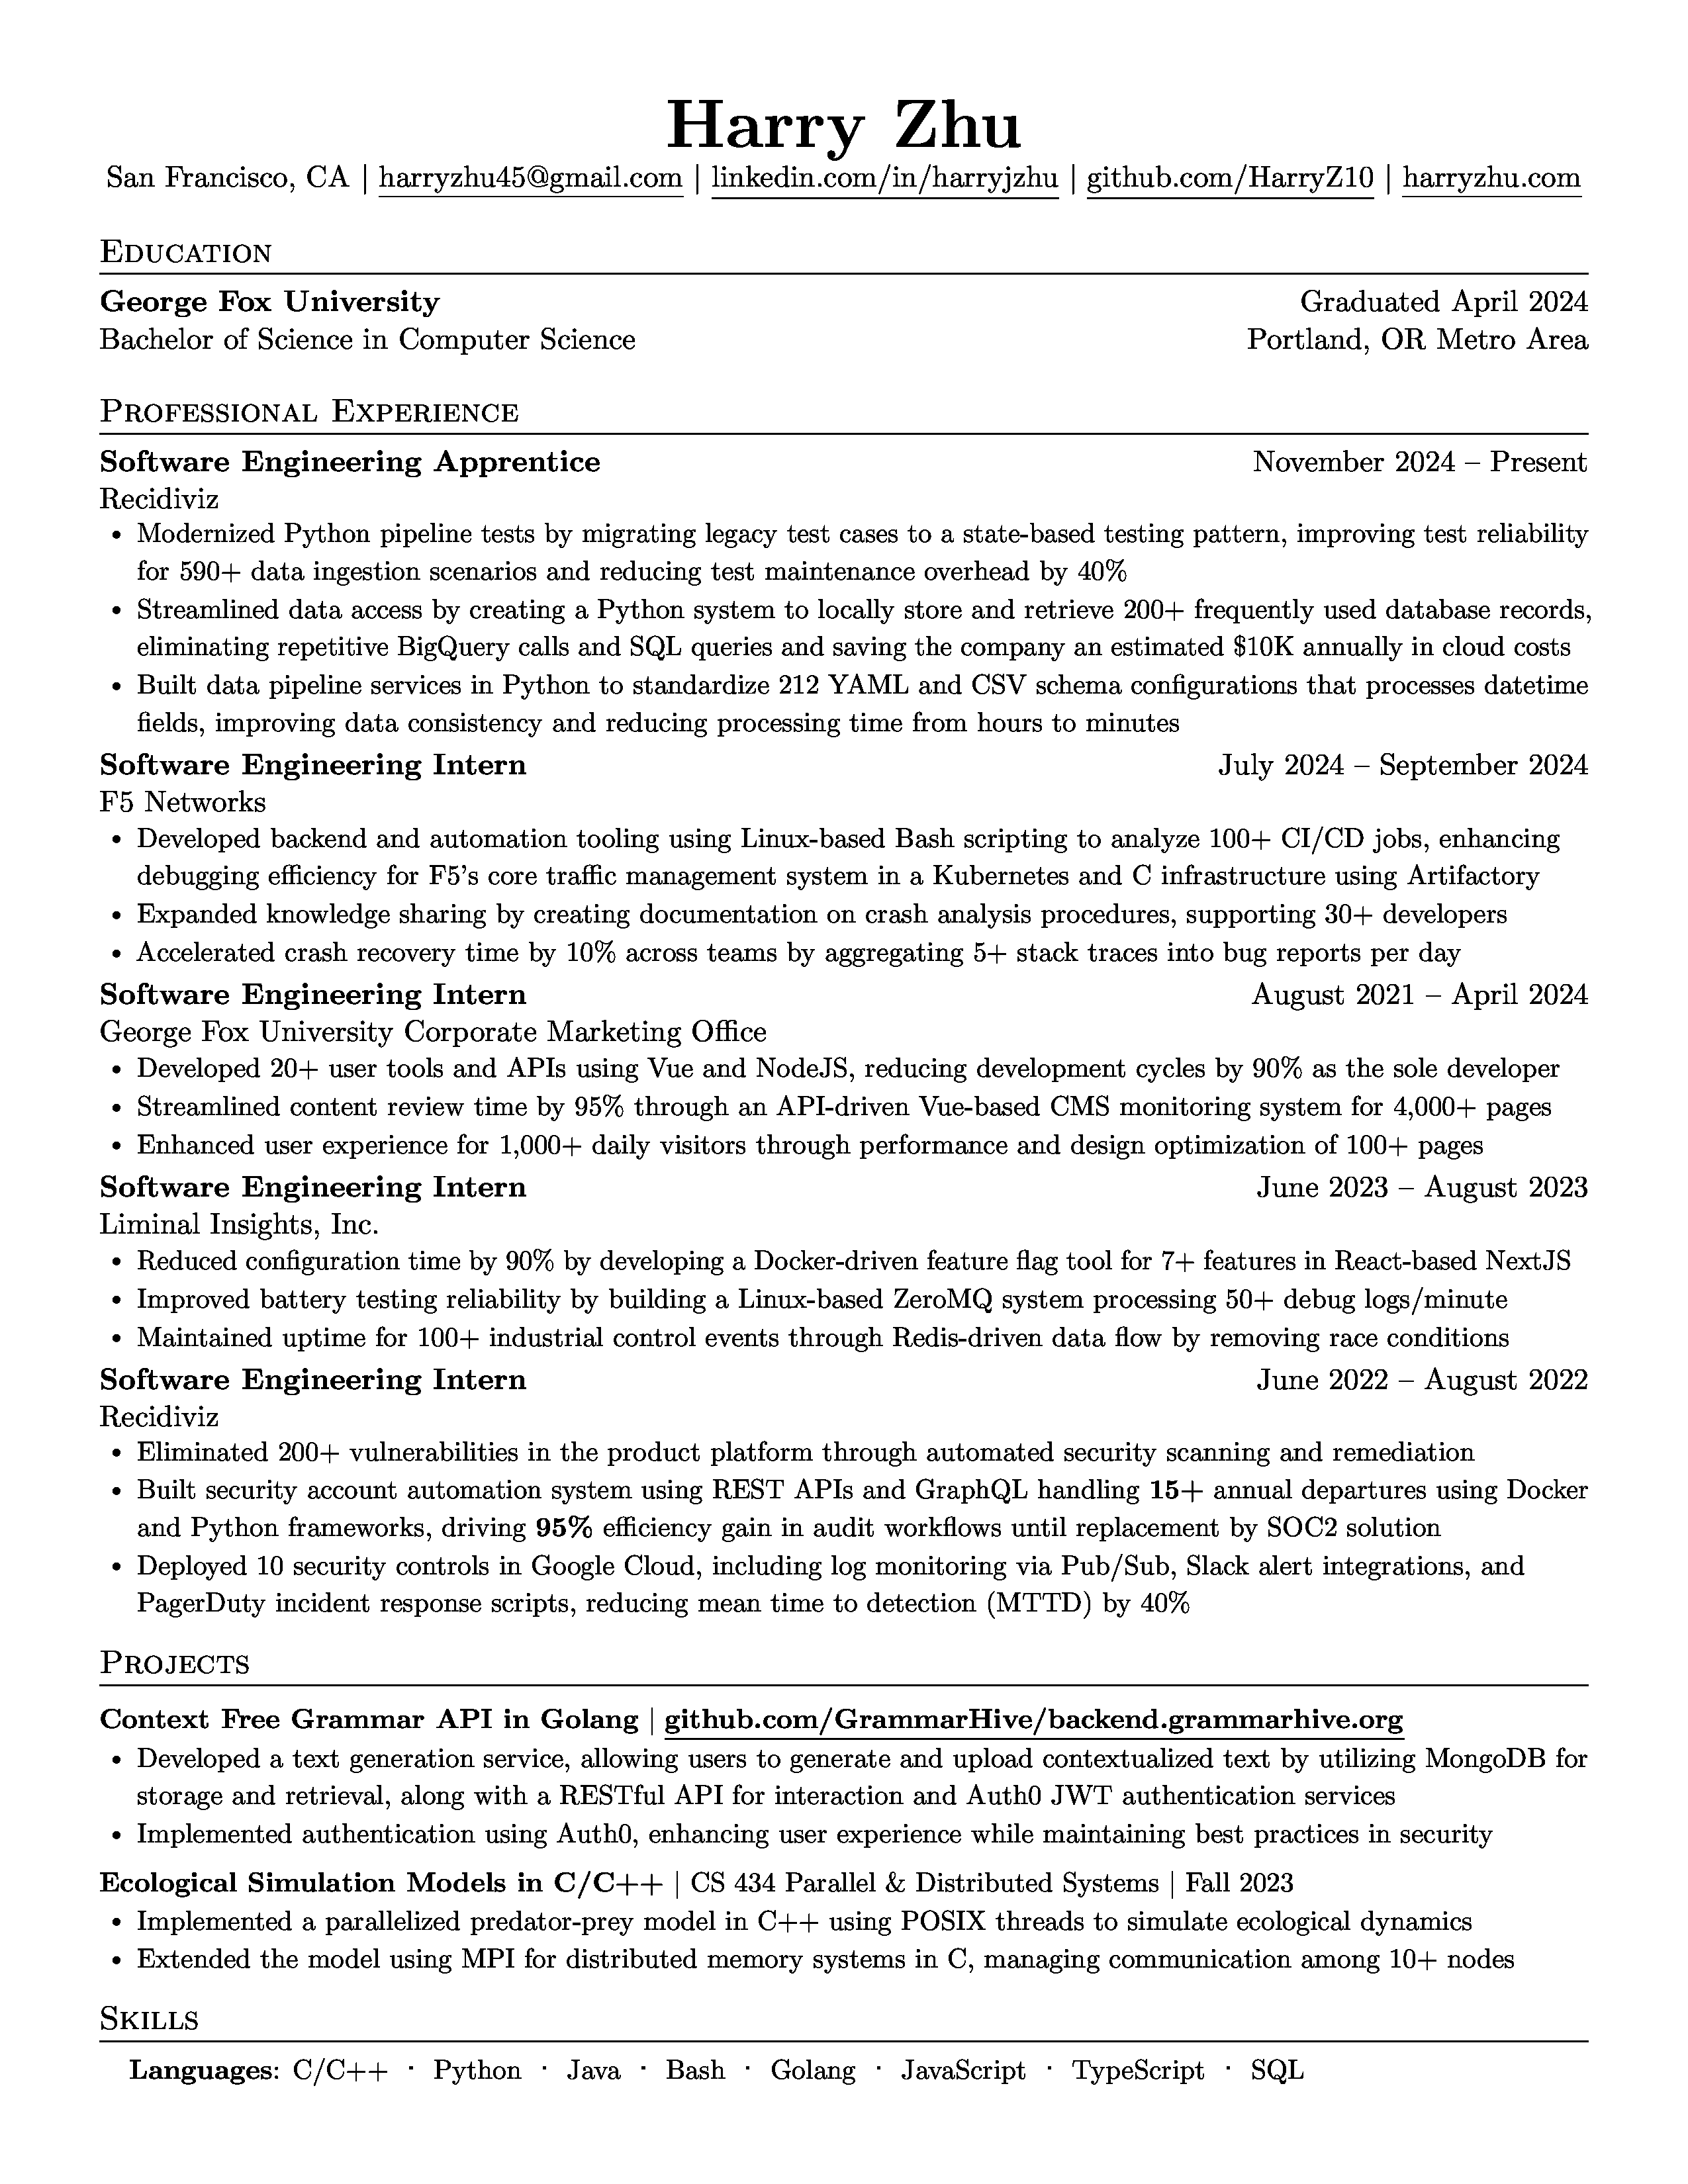 Harry Zhu
San Francisco, CA | harryzhu45@gmail.com | linkedin.com/in/harryjzhu | github.com/HarryZ10 | harryzhu.com
Education
George Fox University Graduated April 2024
Bachelor of Science in Computer Science Portland, OR Metro Area
Professional Experience
Software Engineering Apprentice November 2024 – Present
Recidiviz
• Modernized Python pipeline tests by migrating legacy test cases to a state-based testing pattern, improving test reliability
for 590+ data ingestion scenarios and reducing test maintenance overhead by 40%
• Streamlined data access by creating a Python system to locally store and retrieve 200+ frequently used database records,
eliminating repetitive BigQuery calls and SQL queries and saving the company an estimated $10K annually in cloud costs
• Built data pipeline services in Python to standardize 212 YAML and CSV schema configurations that processes datetime
fields, improving data consistency and reducing processing time from hours to minutes
Software Engineering Intern July 2024 – September 2024
F5 Networks
• Developed backend and automation tooling using Linux-based Bash scripting to analyze 100+ CI/CD jobs, enhancing
debugging efficiency for F5's core traffic management system in a Kubernetes and C infrastructure using Artifactory
• Expanded knowledge sharing by creating documentation on crash analysis procedures, supporting 30+ developers
• Accelerated crash recovery time by 10% across teams by aggregating 5+ stack traces into bug reports per day
Software Engineering Intern August 2021 – April 2024
George Fox University Corporate Marketing Office
• Developed 20+ user tools and APIs using Vue and NodeJS, reducing development cycles by 90% as the sole developer
• Streamlined content review time by 95% through an API-driven Vue-based CMS monitoring system for 4,000+ pages
• Enhanced user experience for 1,000+ daily visitors through performance and design optimization of 100+ pages
Software Engineering Intern June 2023 – August 2023
Liminal Insights, Inc.
• Reduced configuration time by 90% by developing a Docker-driven feature flag tool for 7+ features in React-based NextJS
• Improved battery testing reliability by building a Linux-based ZeroMQ system processing 50+ debug logs/minute
• Maintained uptime for 100+ industrial control events through Redis-driven data flow by removing race conditions
Software Engineering Intern June 2022 – August 2022
Recidiviz
• Eliminated 200+ vulnerabilities in the product platform through automated security scanning and remediation
• Built security account automation system using REST APIs and GraphQL handling 15+ annual departures using Docker
and Python frameworks, driving 95% efficiency gain in audit workflows until replacement by SOC2 solution
• Deployed 10 security controls in Google Cloud, including log monitoring via Pub/Sub, Slack alert integrations, and
PagerDuty incident response scripts, reducing mean time to detection (MTTD) by 40%
Projects
Context Free Grammar API in Golang | github.com/GrammarHive/backend.grammarhive.org
• Developed a text generation service, allowing users to generate and upload contextualized text by utilizing MongoDB for
storage and retrieval, along with a RESTful API for interaction and Auth0 JWT authentication services
• Implemented authentication using Auth0, enhancing user experience while maintaining best practices in security
Ecological Simulation Models in C/C++ | CS 434 Parallel & Distributed Systems | Fall 2023
• Implemented a parallelized predator-prey model in C++ using POSIX threads to simulate ecological dynamics
• Extended the model using MPI for distributed memory systems in C, managing communication among 10+ nodes
Skills
Languages: C/C++ · Python · Java · Bash · Golang · JavaScript · TypeScript · SQL